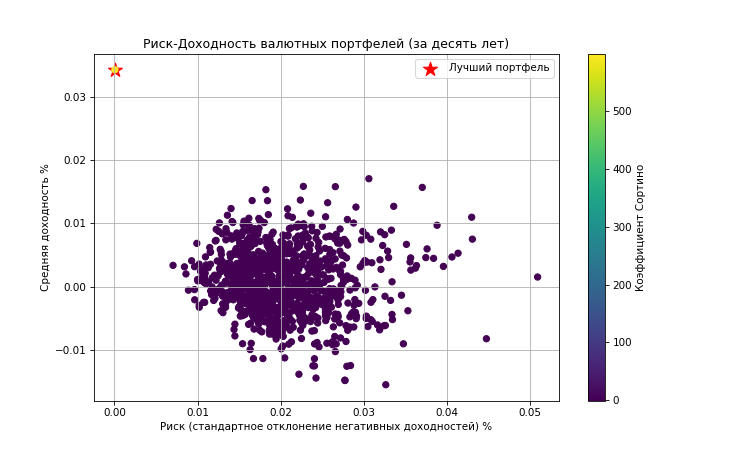 Риск-Доходность валютных портфелей (за десять лет)
Лучший портфель
Средняя доходность %
0.03
0.02
0.01
0.00
−0.01
0.00 0.01 0.02 0.03 0.04 0.05
Риск (стандартное отклонение негативных доходностей) %
500
400
300
200
100
0
Коэффициент Сортино